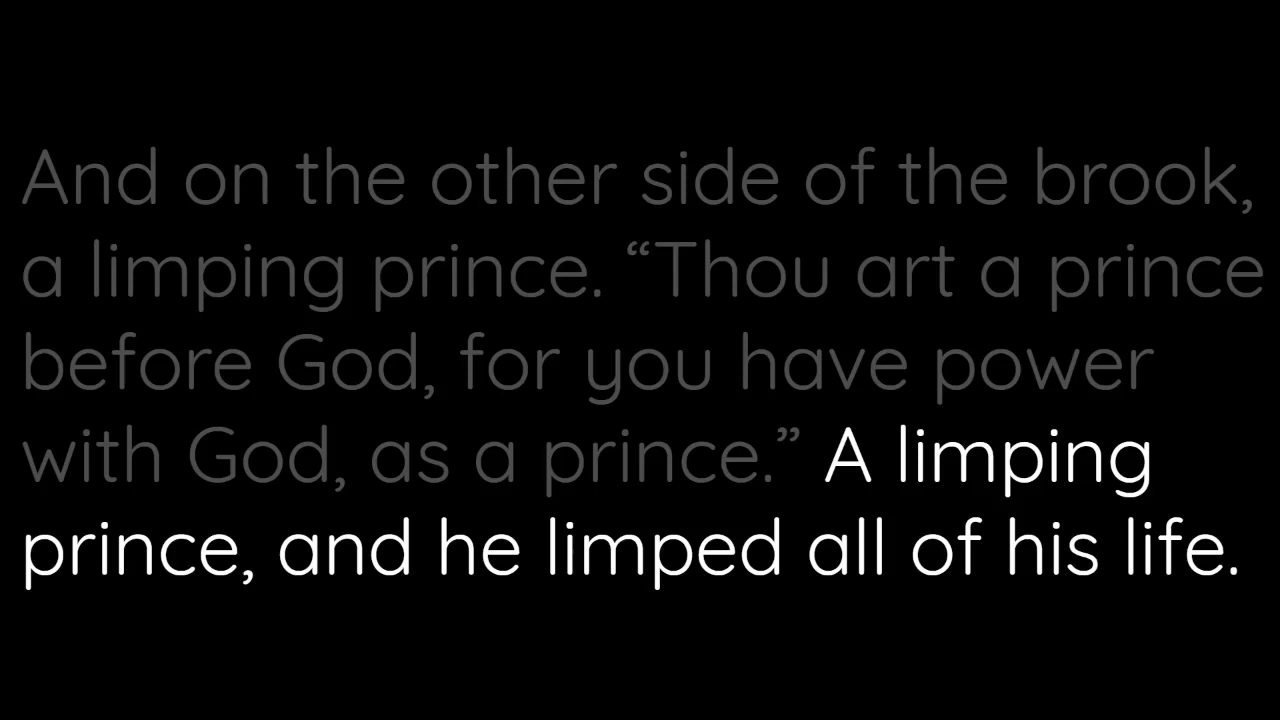 And on the other side of the brook,
a limping prince. “Thou art a prince
before God, for you have power
with God, as a prince.” A limping
prince, and he limped all of his life.